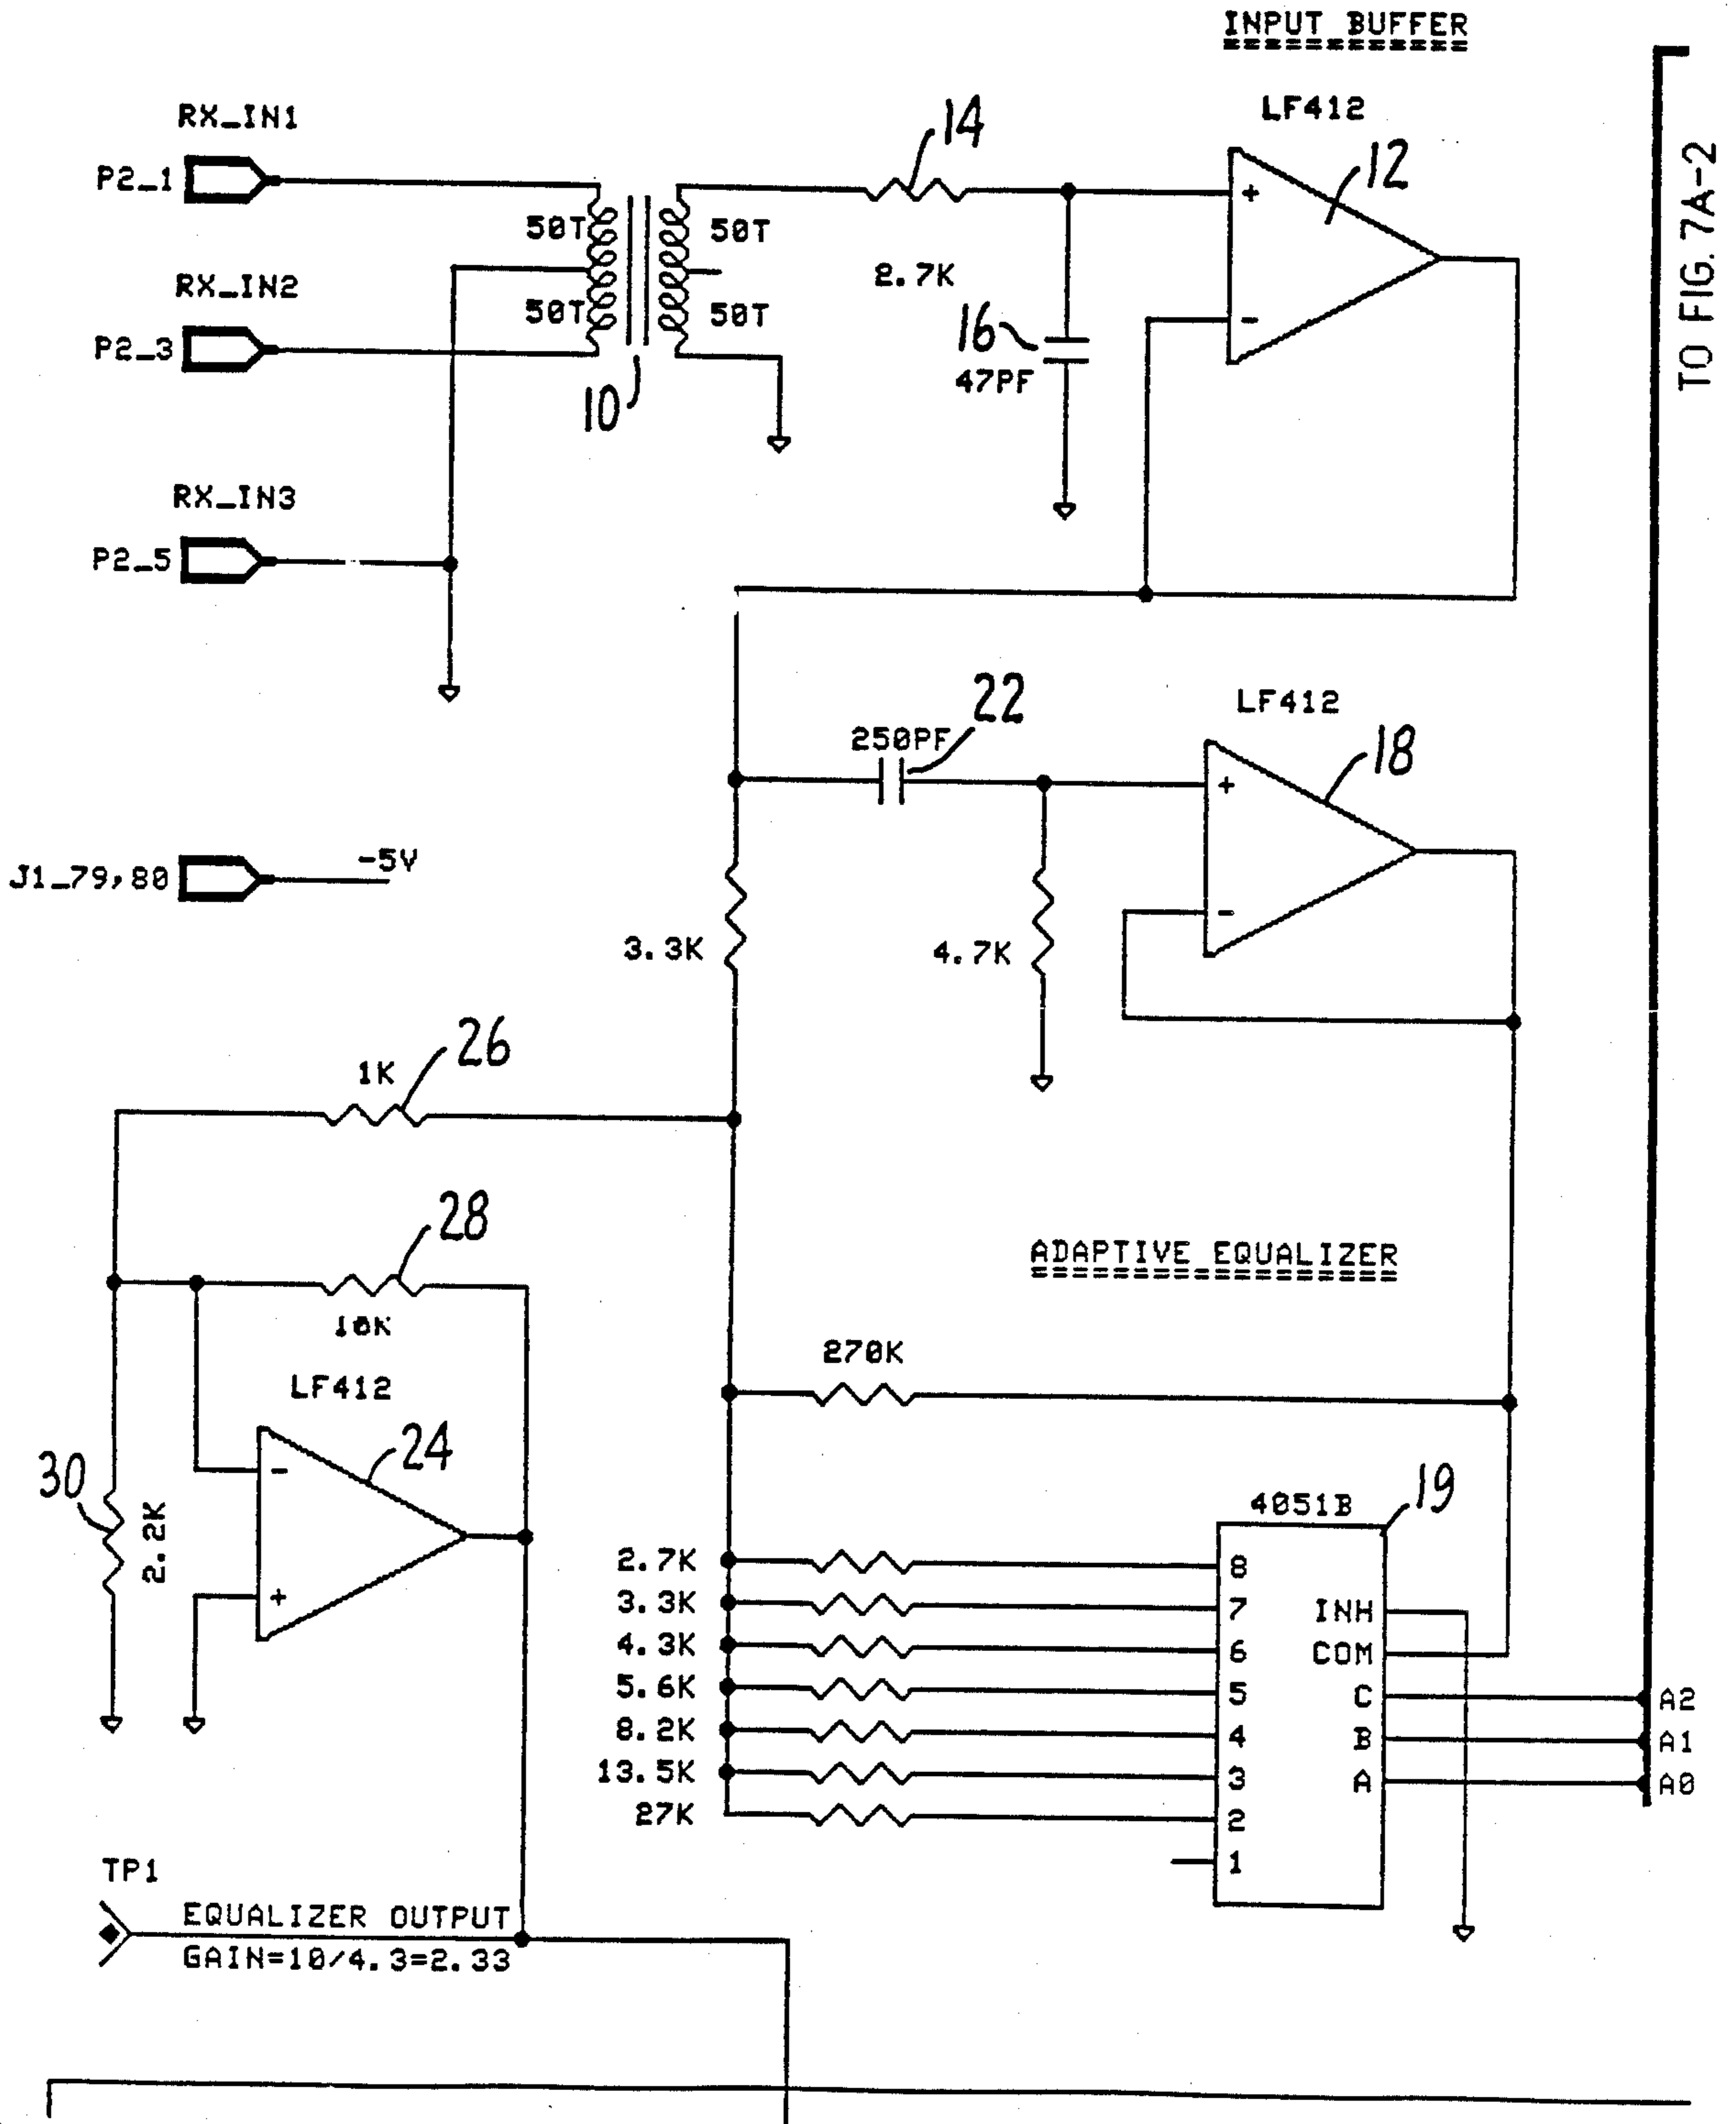 INPUT BUFFER
LF412
RX_IN1
P2_1
14
12
50T
50T
RX_IN2
2.7K
50T
50T
P2_3
16
47PF
10
TO FIG. 7A-2
RX_IN3
P2_5
22
LF412
250PF
18
-5V
J1_79,80
3.3K
4.7K
26
1K
28
ADAPTIVE EQUALIZER
10K
270K
LF412
24
30
2.2K
19
4051B
2.7K
8
3.3K
7
INH
4.3K
6
COM
5.6K
5
C
A2
8.2K
4
B
A1
13.5K
3
A
A0
27K
2
1
TP1
EQUALIZER OUTPUT
GAIN=10/4.3=2.33
+
-
+
-
-
+